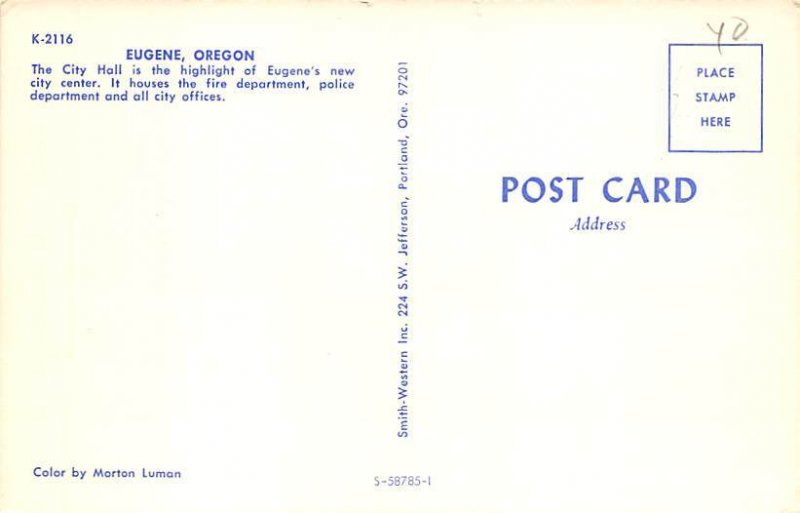 K-2116
EUGENE, OREGON
The City Hall is the highlight of Eugene's new
city center. It houses the fire department, police
department and all city offices.
Color by Morton Luman
Smith-Western Inc. 224 S.W. Jefferson, Portland, Ore. 97201
S-58785-1
PLACE
STAMP
HERE
POST CARD
Address